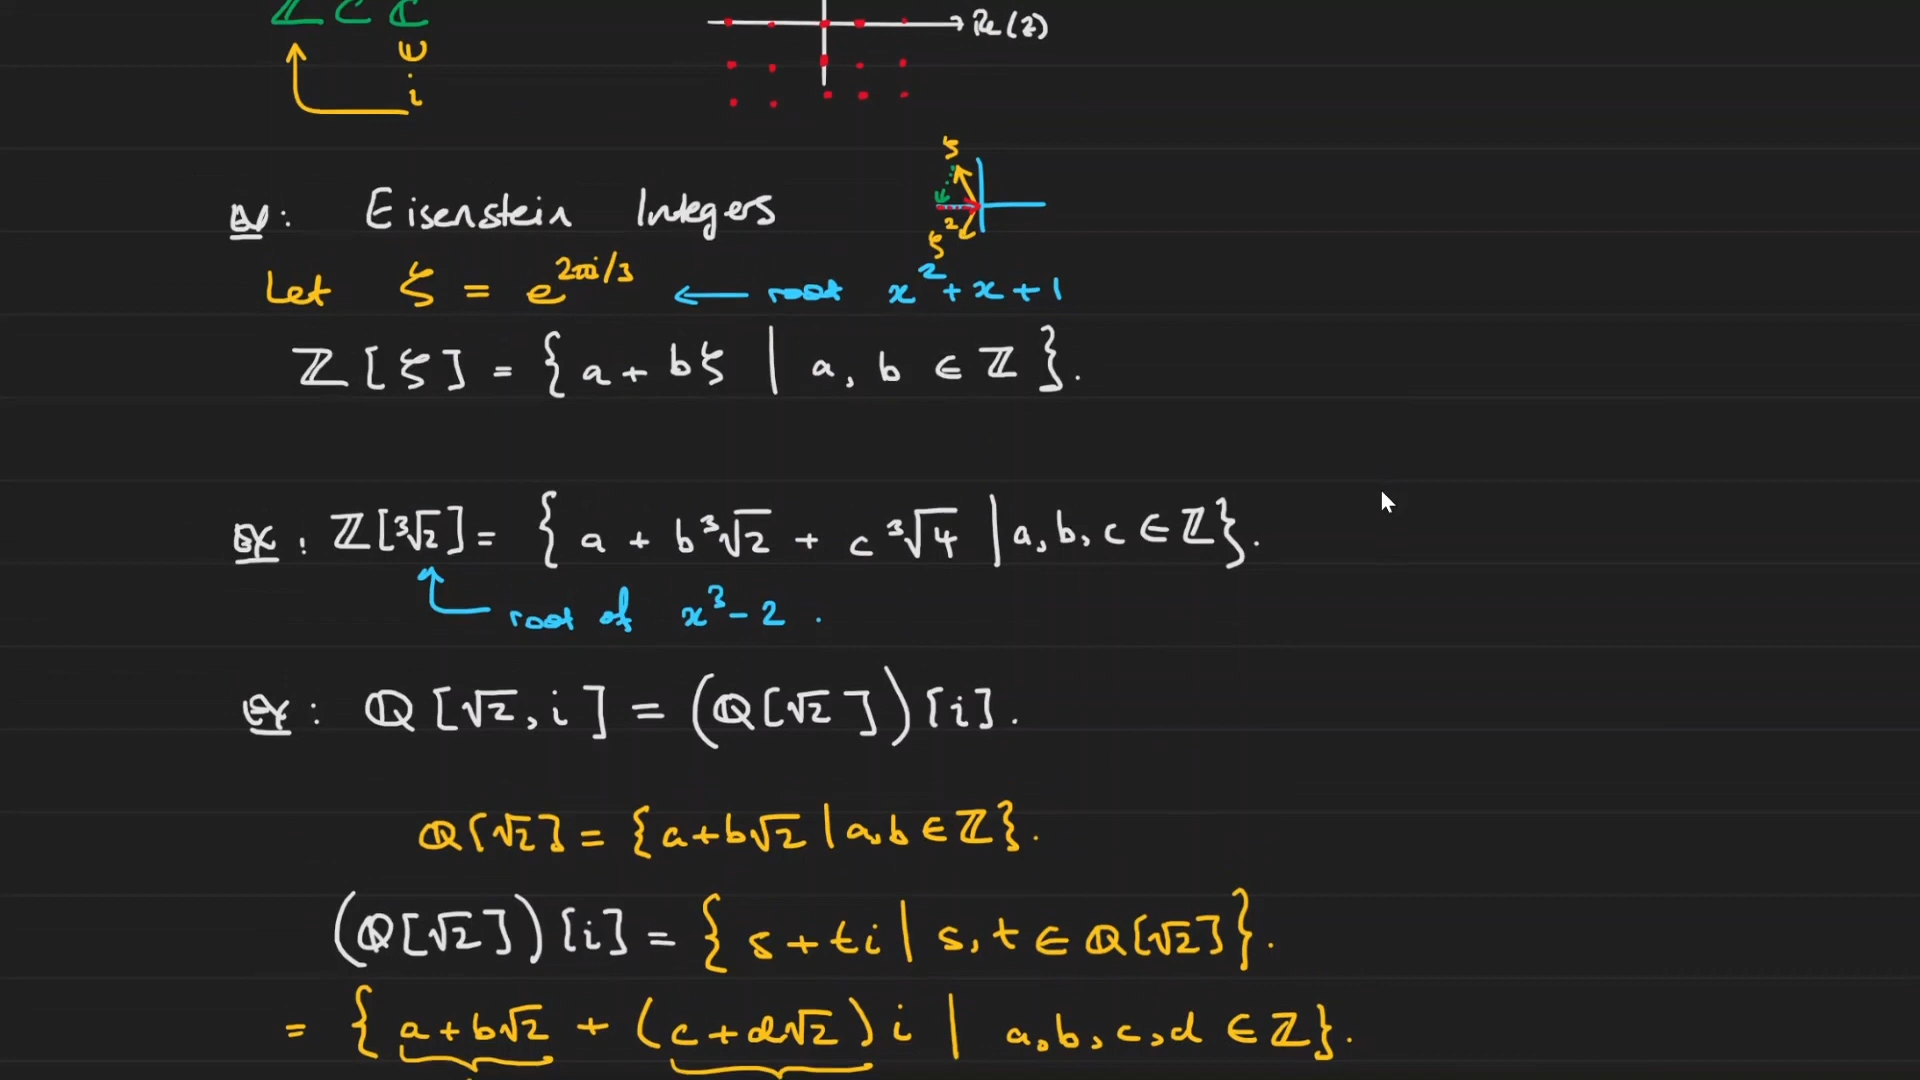 ℤ ⊂ ℂ
→ Re(z)
i
ζ
Ex: Eisenstein Integers
ζ²
Let ζ = e^{2πi/3} ← root x² + x + 1
ℤ[ζ] = {a + bζ | a, b ∈ ℤ}.
Ex: ℤ[∛2] = {a + b∛2 + c∛4 | a, b, c ∈ ℤ}.
root of x³ - 2.
Ex: ℚ[√2, i] = (ℚ[√2])[i].
ℚ[√2] = {a + b√2 | a, b ∈ ℤ}.
(ℚ[√2])[i] = {s + ti | s, t ∈ ℚ[√2]}.
= {a + b√2 + (c + d√2)i | a, b, c, d ∈ ℤ}.